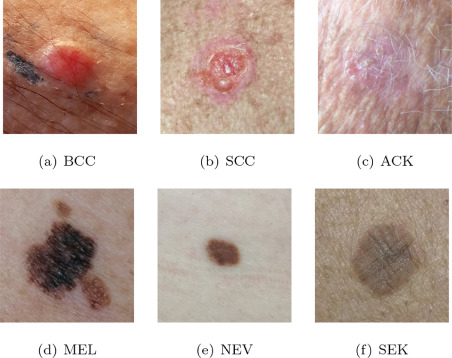 (a) BCC
(b) SCC
(c) ACK
(d) MEL
(e) NEV
(f) SEK